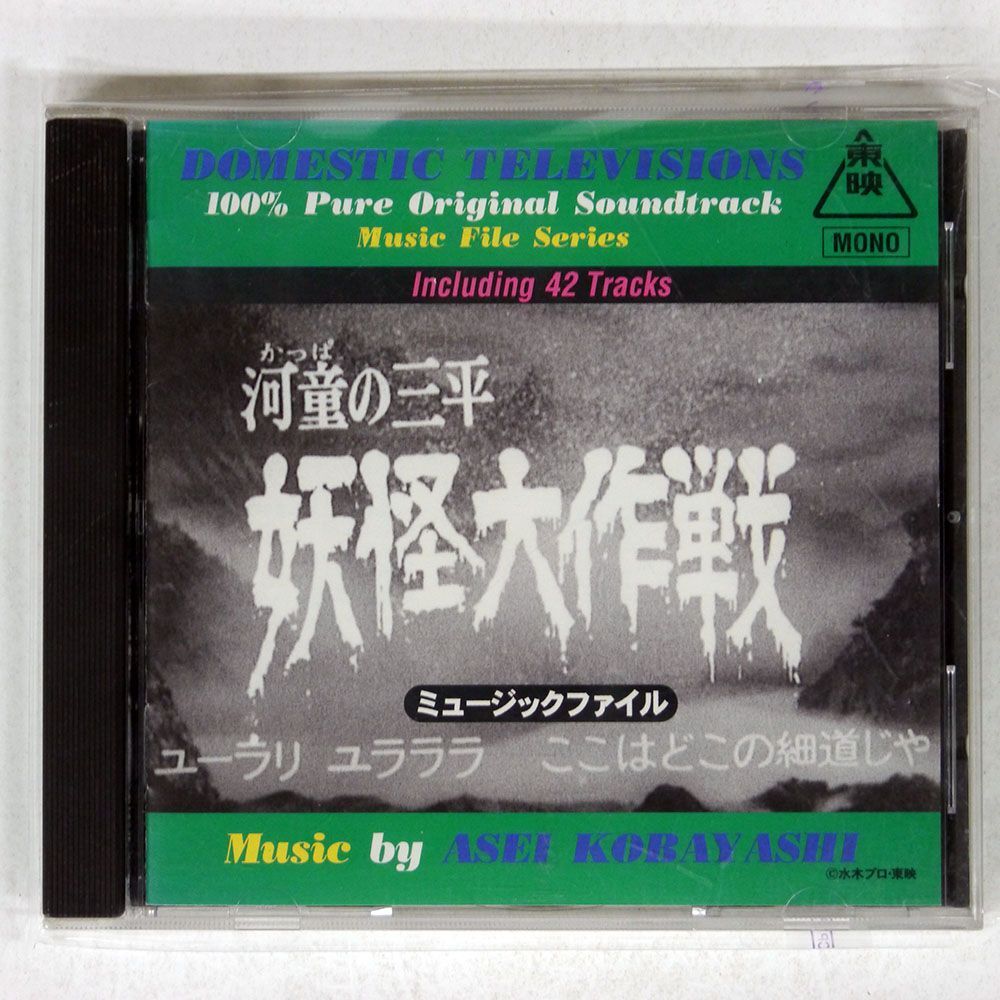 DOMESTIC TELEVISIONS
100% Pure Original Soundtrack
Music File Series
東映
MONO
Including 42 Tracks
かっぱ
河童の三平
妖怪大作戦
ミュージックファイル
ユーラリ ユラララ ここはどこの細道じゃ
Music by ASEI KOBAYASHI
©水木プロ・東映